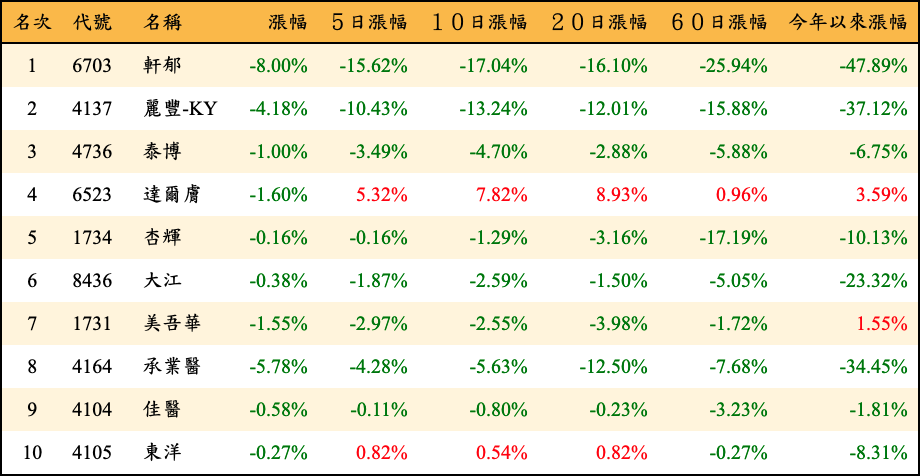 名次 代號 名稱 漲幅 ５日漲幅 １０日漲幅 ２０日漲幅 ６０日漲幅 今年以來漲幅
1 6703 軒郁 -8.00% -15.62% -17.04% -16.10% -25.94% -47.89%
2 4137 麗豐-KY -4.18% -10.43% -13.24% -12.01% -15.88% -37.12%
3 4736 泰博 -1.00% -3.49% -4.70% -2.88% -5.88% -6.75%
4 6523 達爾膚 -1.60% 5.32% 7.82% 8.93% 0.96% 3.59%
5 1734 杏輝 -0.16% -0.16% -1.29% -3.16% -17.19% -10.13%
6 8436 大江 -0.38% -1.87% -2.59% -1.50% -5.05% -23.32%
7 1731 美吾華 -1.55% -2.97% -2.55% -3.98% -1.72% 1.55%
8 4164 承業醫 -5.78% -4.28% -5.63% -12.50% -7.68% -34.45%
9 4104 佳醫 -0.58% -0.11% -0.80% -0.23% -3.23% -1.81%
10 4105 東洋 -0.27% 0.82% 0.54% 0.82% -0.27% -8.31%